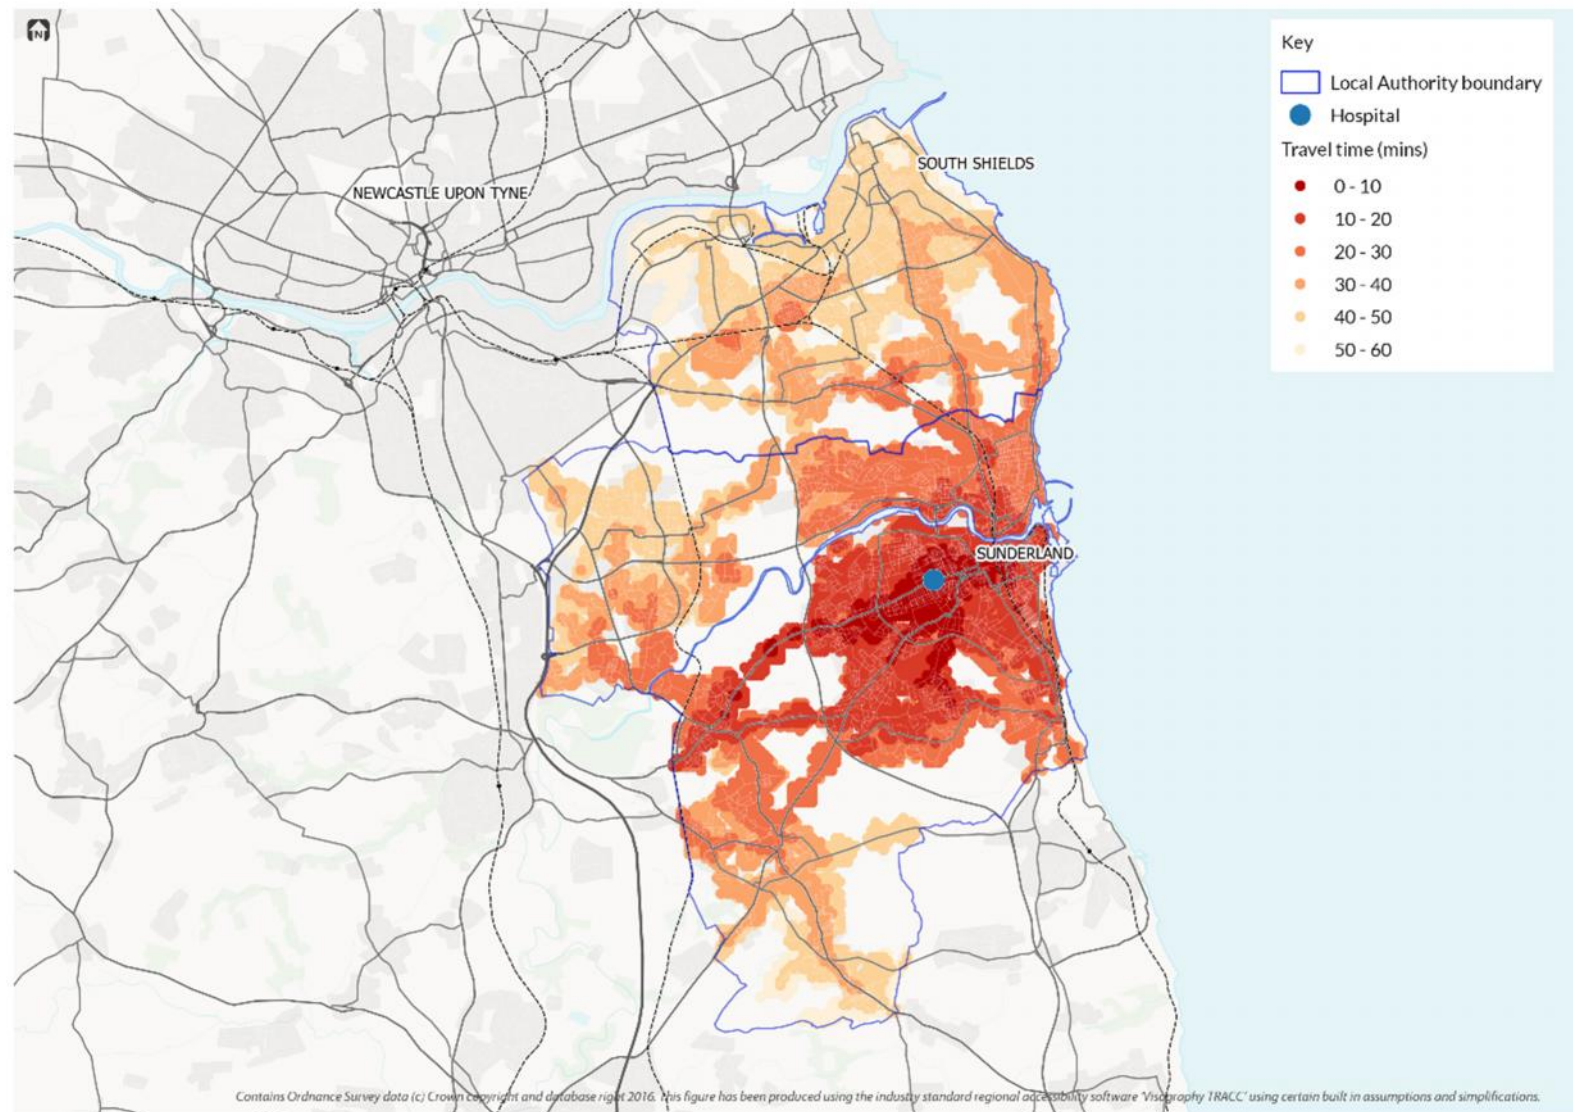 N
Key
Local Authority boundary
Hospital
Travel time (mins)
0 - 10
10 - 20
20 - 30
30 - 40
40 - 50
50 - 60
SOUTH SHIELDS
NEWCASTLE UPON TYNE
SUNDERLAND
Contains Ordnance Survey data (c) Crown copyright and database right 2016. This figure has been produced using the industry standard regional accessibility software 'Visography TRACC' using certain built in assumptions and simplifications.